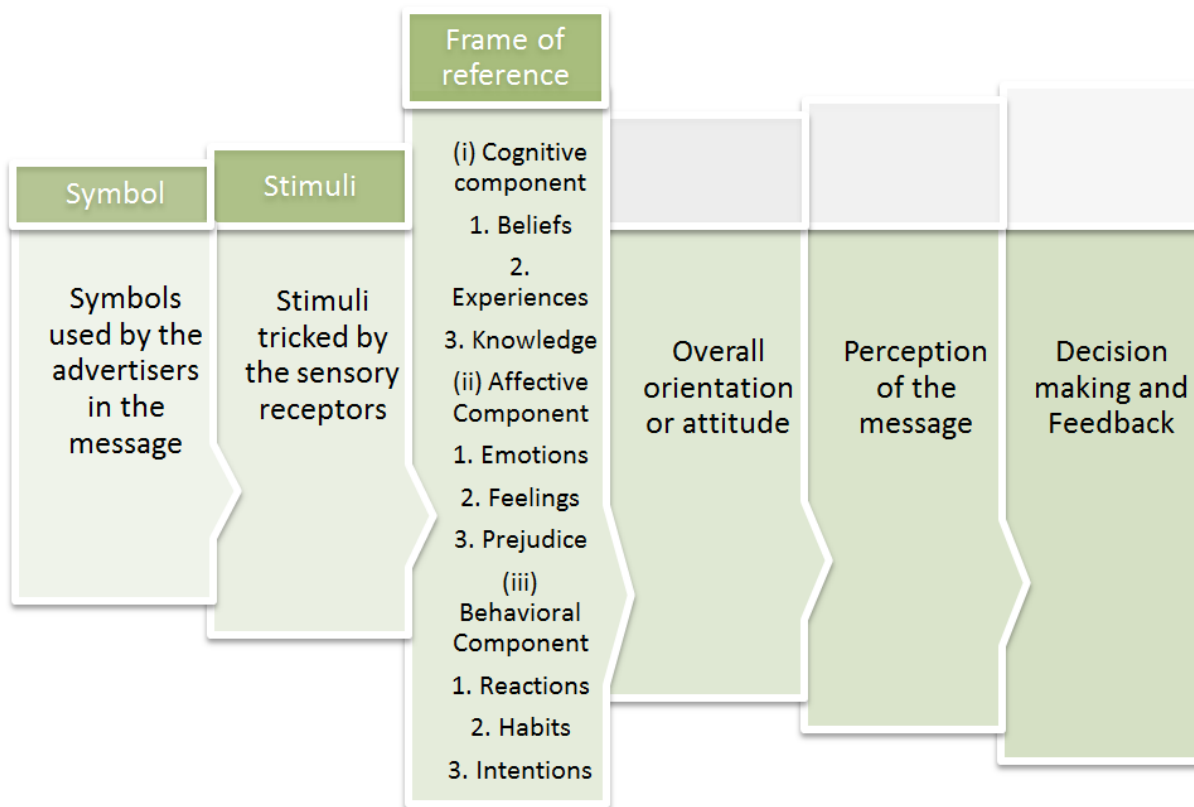 Symbol
Symbols
used by the
advertisers
in the
message
Stimuli
Stimuli
tricked by
the sensory
receptors
Frame of
reference
(i) Cognitive
component
1. Beliefs
2.
Experiences
3. Knowledge
(ii) Affective
Component
1. Emotions
2. Feelings
3. Prejudice
(iii)
Behavioral
Component
1. Reactions
2. Habits
3. Intentions
Overall
orientation
or attitude
Perception
of the
message
Decision
making and
Feedback